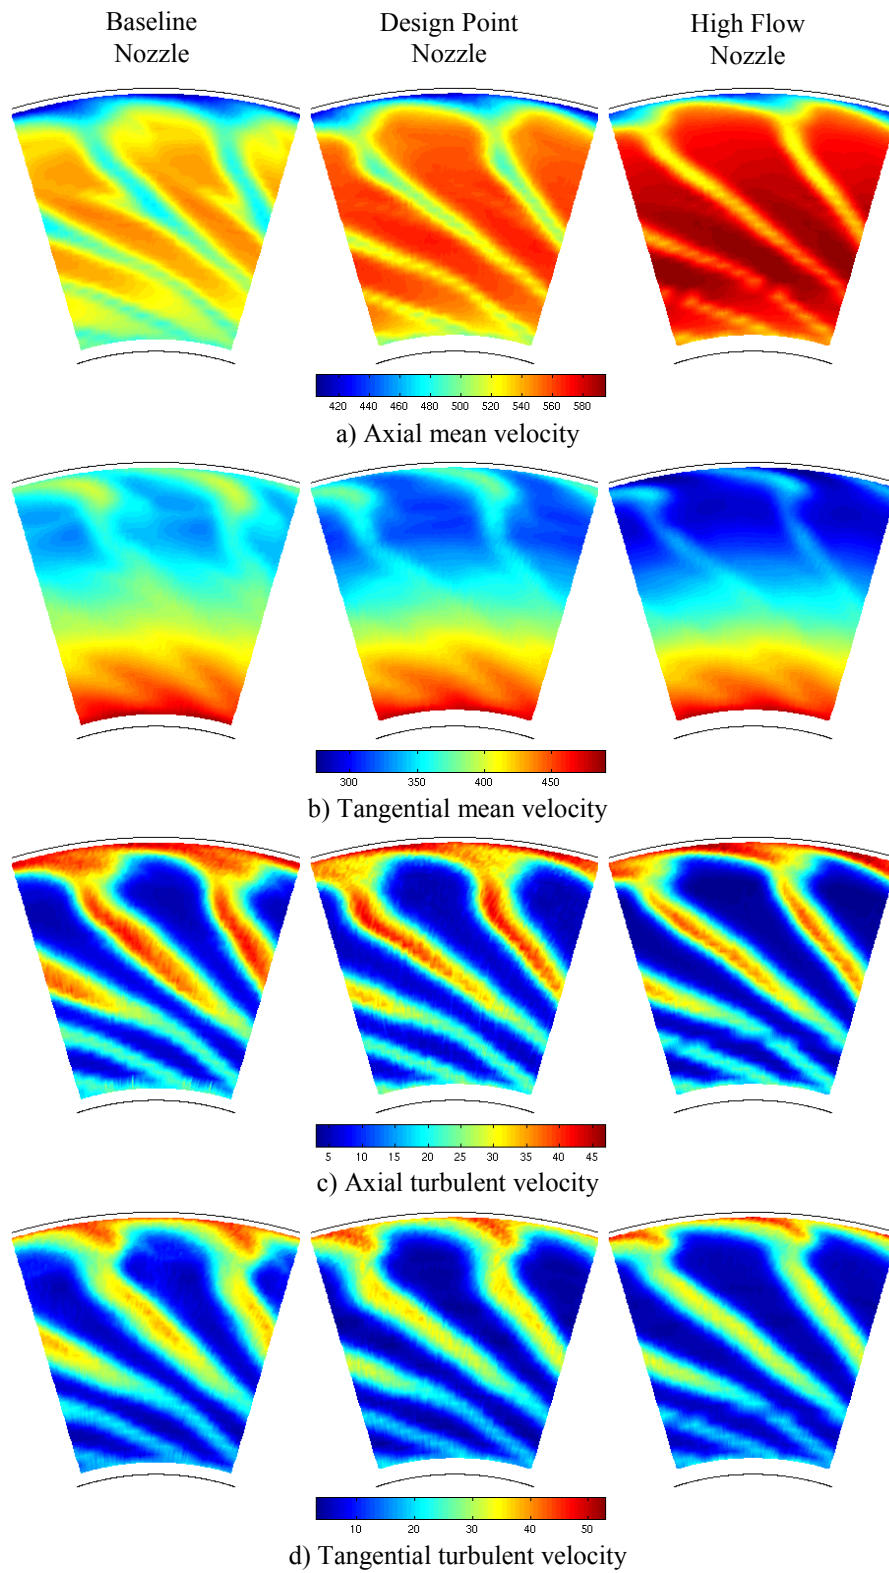 Baseline
Nozzle
Design Point
Nozzle
High Flow
Nozzle
420 440 460 480 500 520 540 560 580
a) Axial mean velocity
300 350 400 450
b) Tangential mean velocity
5 10 15 20 25 30 35 40 45
c) Axial turbulent velocity
10 20 30 40 50
d) Tangential turbulent velocity